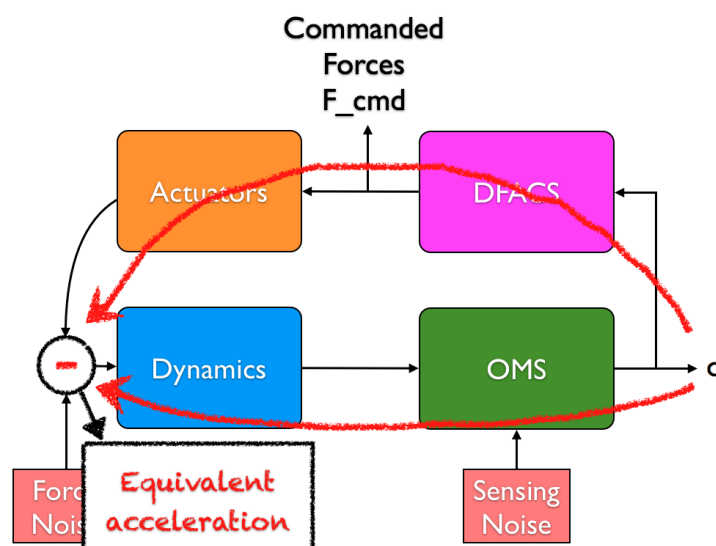 Commanded
Forces
F_cmd
Actuators
DFACS
-
Dynamics
OMS
o
Equivalent
acceleration
Sensing
Noise